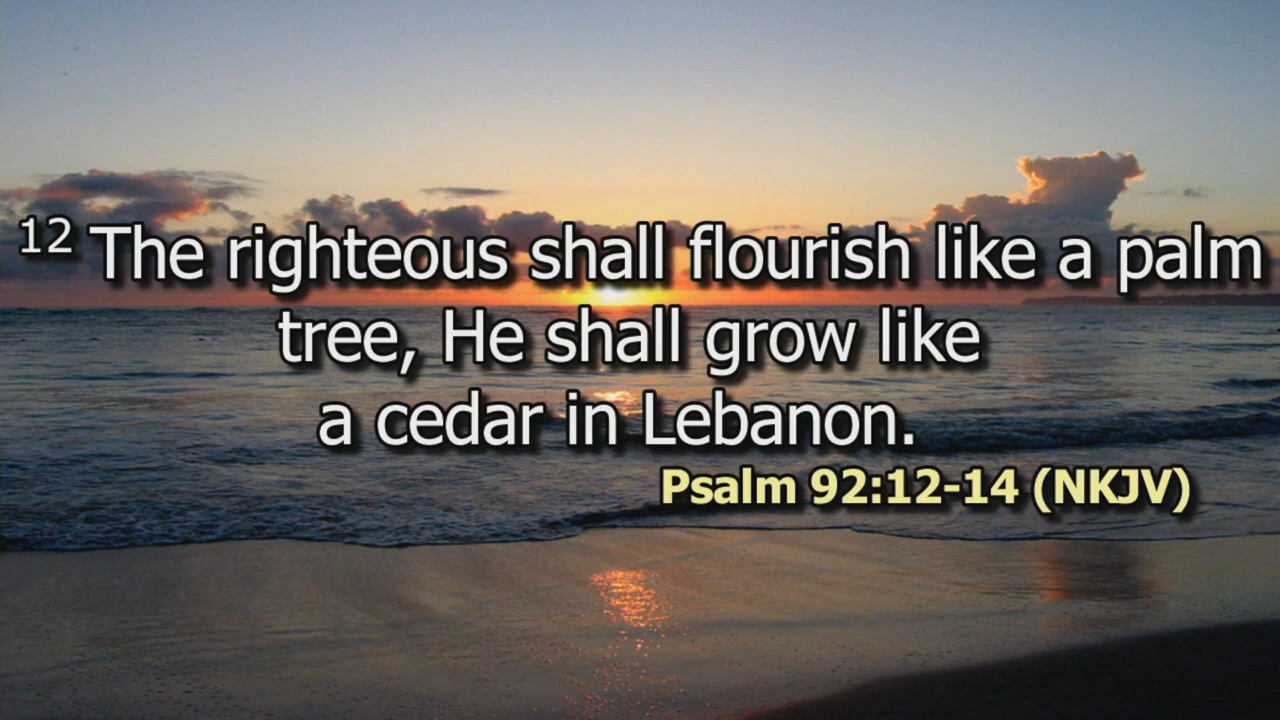 12 The righteous shall flourish like a palm
tree, He shall grow like
a cedar in Lebanon.
Psalm 92:12-14 (NKJV)